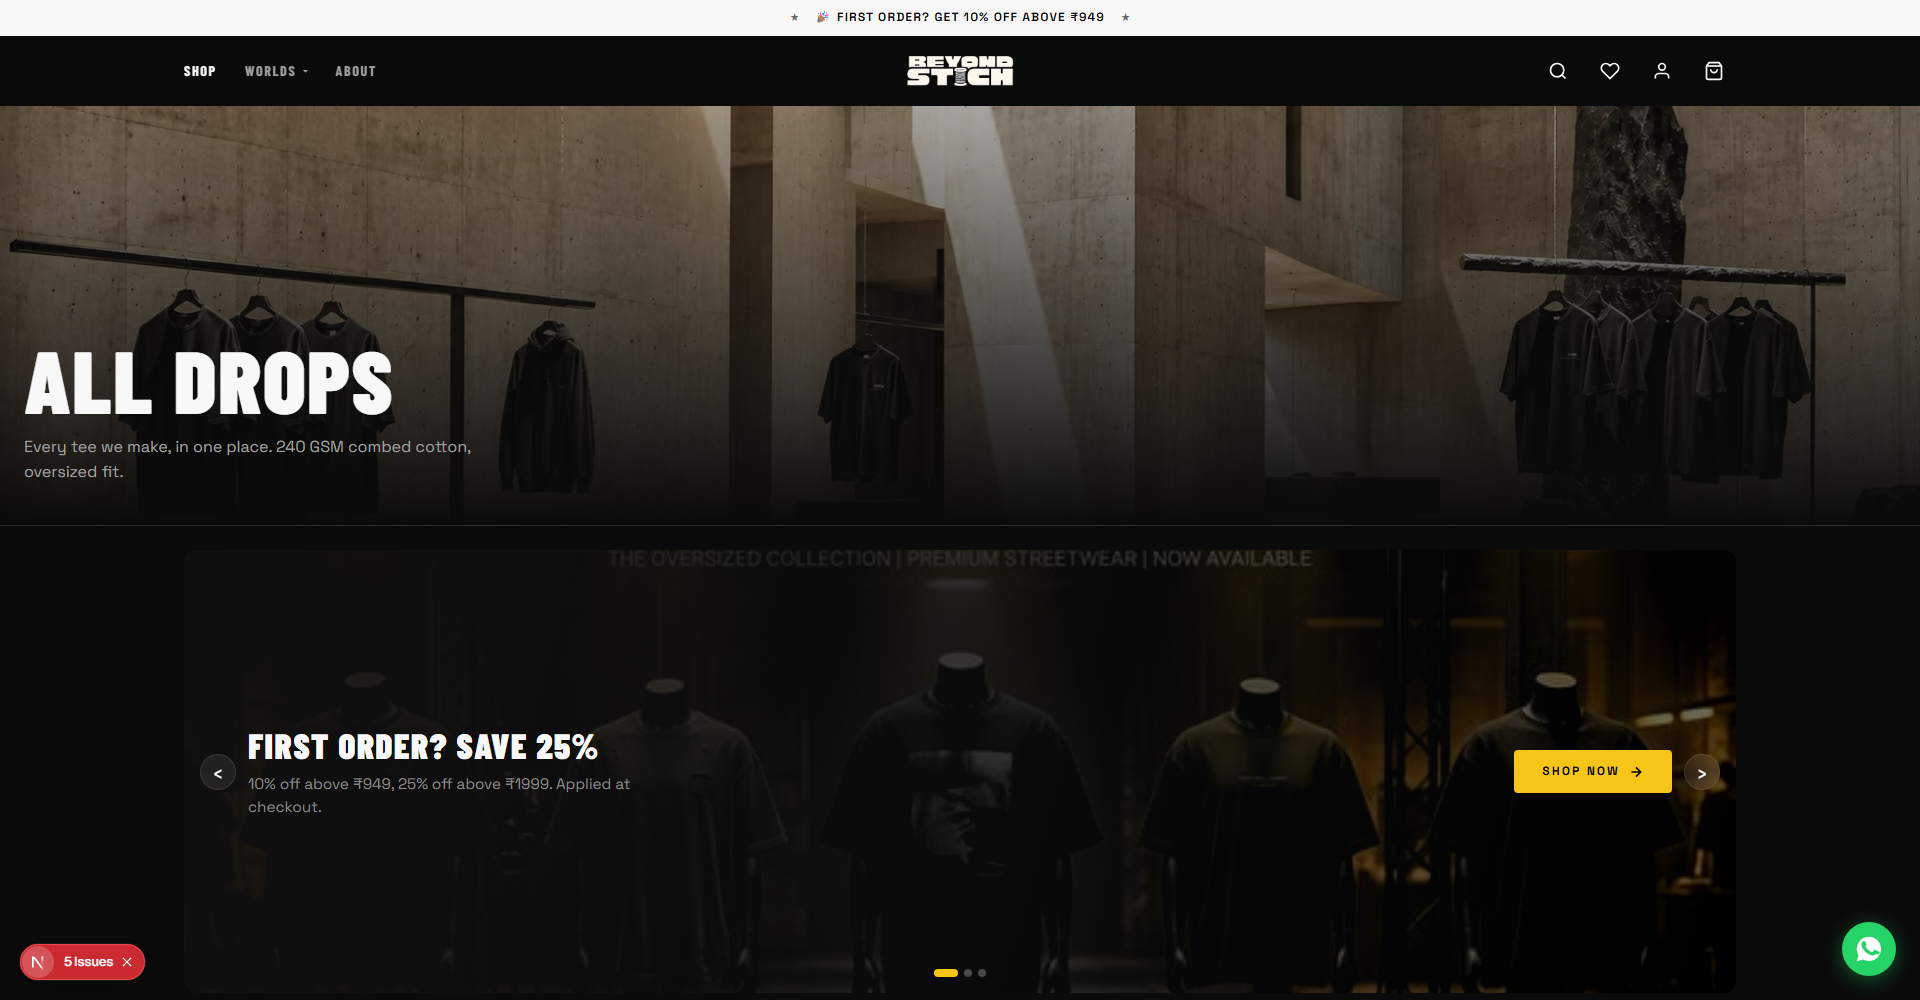 ★ 🎉 FIRST ORDER? GET 10% OFF ABOVE ₹949 ★
SHOP WORLDS ABOUT
BEYOND
STICH
ALL DROPS
Every tee we make, in one place. 240 GSM combed cotton,
oversized fit.
THE OVERSIZED COLLECTION | PREMIUM STREETWEAR | NOW AVAILABLE
FIRST ORDER? SAVE 25%
10% off above ₹949, 25% off above ₹1999. Applied at
checkout.
<
SHOP NOW →
>
N 5 Issues ×